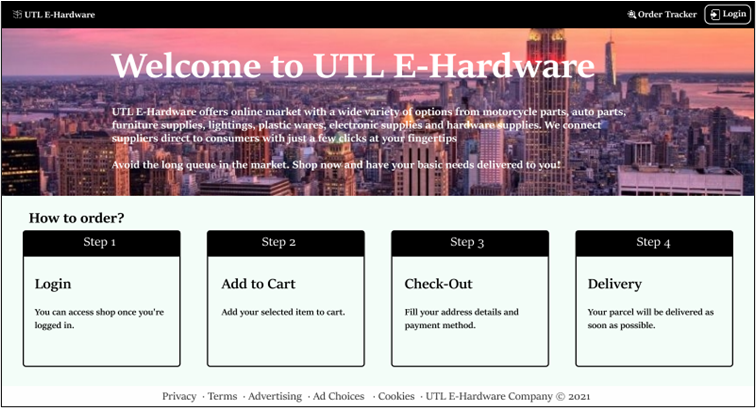 UTL E-Hardware
Order Tracker
Login
Welcome to UTL E-Hardware
UTL E-Hardware offers online market with a wide variety of options from motorcycle parts, auto parts,
furniture supplies, lightings, plastic wares, electronic supplies and hardware supplies. We connect
suppliers direct to consumers with just a few clicks at your fingertips
Avoid the long queue in the market. Shop now and have your basic needs delivered to you!
How to order?
Step 1
Login
You can access shop once you're
logged in.
Step 2
Add to Cart
Add your selected item to cart.
Step 3
Check-Out
Fill your address details and
payment method.
Step 4
Delivery
Your parcel will be delivered as
soon as possible.
Privacy · Terms · Advertising · Ad Choices · Cookies · UTL E-Hardware Company © 2021